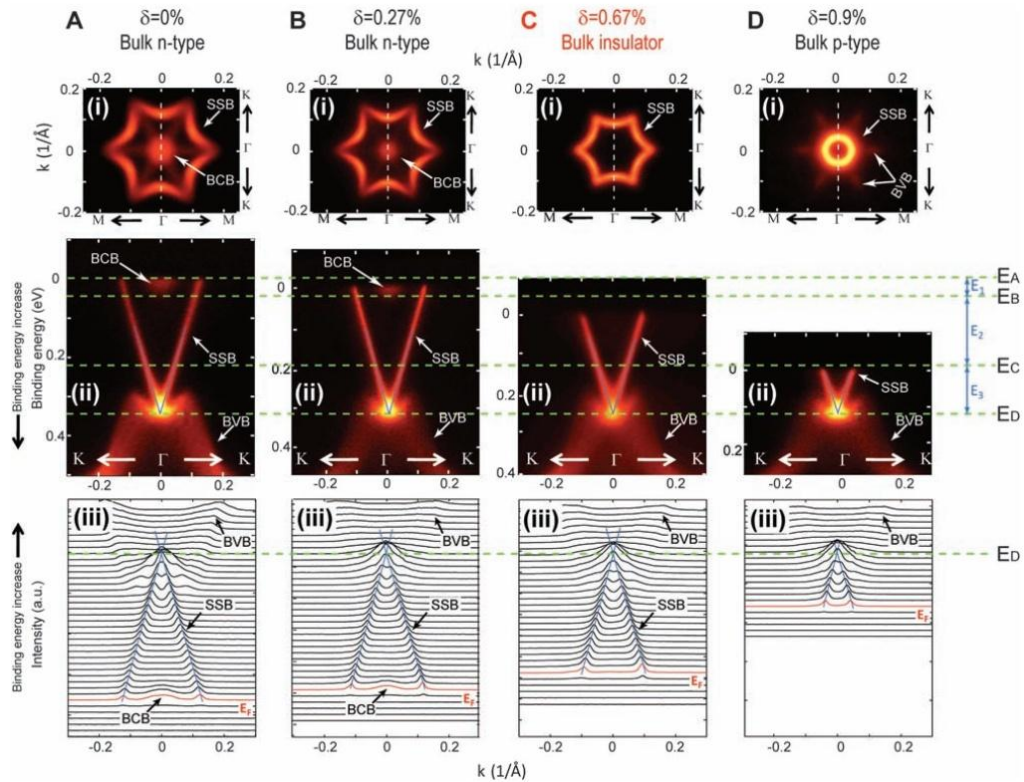 A δ=0% Bulk n-type
B δ=0.27% Bulk n-type
C δ=0.67% Bulk insulator
D δ=0.9% Bulk p-type
k (1/Å)
-0.2 0 0.2
-0.2 0 0.2
-0.2 0 0.2
-0.2 0 0.2
k (1/Å)
0.2 0 -0.2
(i) SSB BCB K Γ K
M Γ M
0.2 0 -0.2
(i) SSB BCB K Γ K
M Γ M
0.2 0 -0.2
(i) K Γ K
M Γ M
0.2 0 -0.2
(i) SSB BVB K Γ K
M Γ M
Binding energy increase
Binding energy (eV)
0 0.2 0.4
BCB
SSB
(ii)
BVB
K Γ K
-0.2 0 0.2
0 0.2 0.4
BCB
SSB
(ii)
BVB
K Γ K
-0.2 0 0.2
0 0.2 0.4
K Γ K
-0.2 0 0.2
0 0.2
SSB
(ii)
BVB
K Γ K
-0.2 0 0.2
EA
E1
EB
E2
EC
E3
ED
Binding energy increase
Intensity (a.u.)
(iii)
BVB
SSB
EF
BCB
-0.2 0 0.2
(iii)
BVB
SSB
EF
BCB
-0.2 0 0.2
(iii)
BVB
SSB
EF
-0.2 0 0.2
(iii)
BVB
EF
-0.2 0 0.2
ED
k (1/Å)